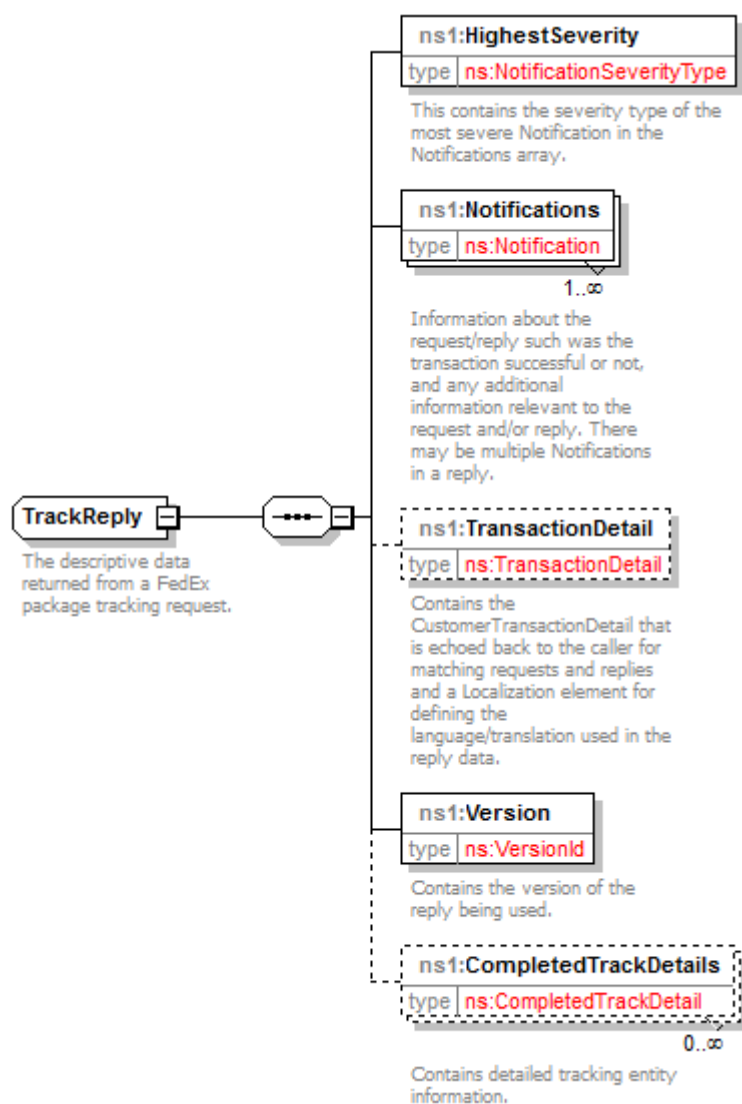 ns1:HighestSeverity
type ns:NotificationSeverityType
This contains the severity type of the
most severe Notification in the
Notifications array.
ns1:Notifications
type ns:Notification
1..∞
Information about the
request/reply such was the
transaction successful or not,
and any additional
information relevant to the
request and/or reply. There
may be multiple Notifications
in a reply.
TrackReply
The descriptive data
returned from a FedEx
package tracking request.
ns1:TransactionDetail
type ns:TransactionDetail
Contains the
CustomerTransactionDetail that
is echoed back to the caller for
matching requests and replies
and a Localization element for
defining the
language/translation used in the
reply data.
ns1:Version
type ns:VersionId
Contains the version of the
reply being used.
ns1:CompletedTrackDetails
type ns:CompletedTrackDetail
0..∞
Contains detailed tracking entity
information.